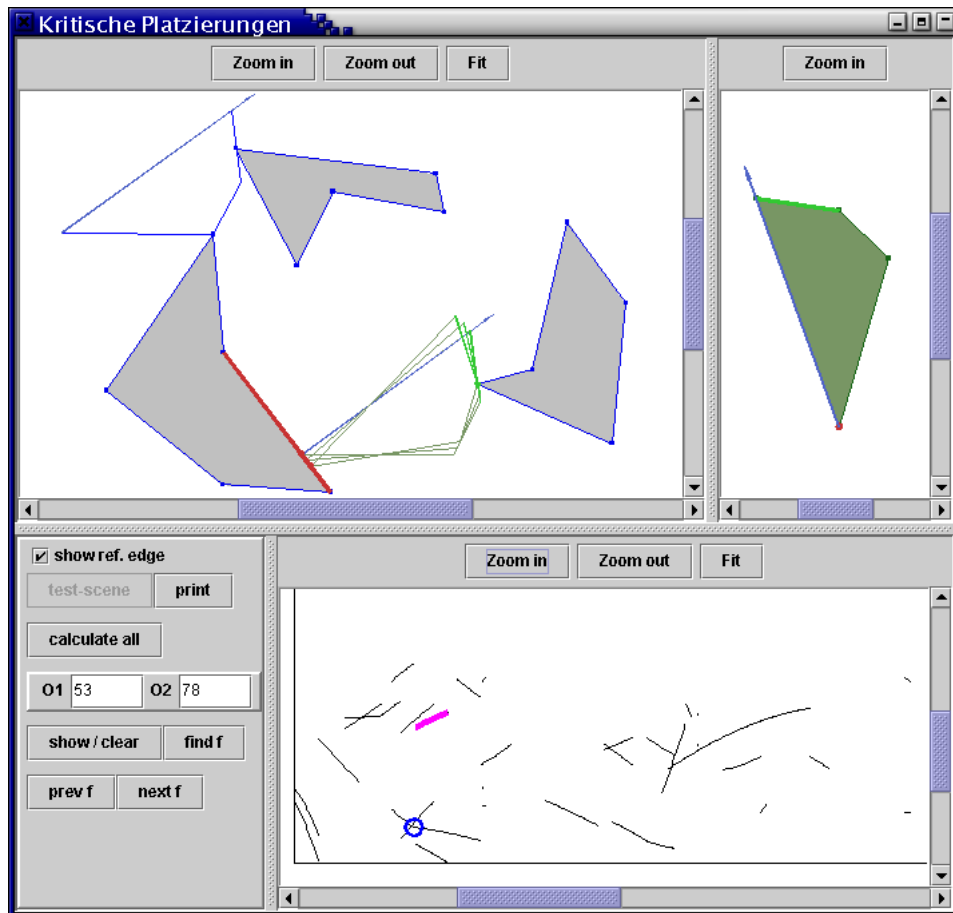 Kritische Platzierungen
Zoom in Zoom out Fit Zoom in
show ref. edge
test-scene print
calculate all
O1 53 O2 78
show / clear find f
prev f next f
Zoom in Zoom out Fit